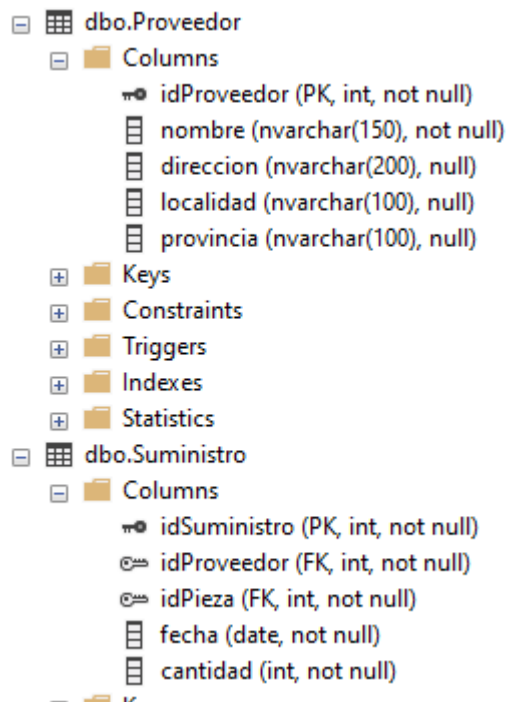 dbo.Proveedor
Columns
idProveedor (PK, int, not null)
nombre (nvarchar(150), not null)
direccion (nvarchar(200), null)
localidad (nvarchar(100), null)
provincia (nvarchar(100), null)
Keys
Constraints
Triggers
Indexes
Statistics
dbo.Suministro
Columns
idSuministro (PK, int, not null)
idProveedor (FK, int, not null)
idPieza (FK, int, not null)
fecha (date, not null)
cantidad (int, not null)